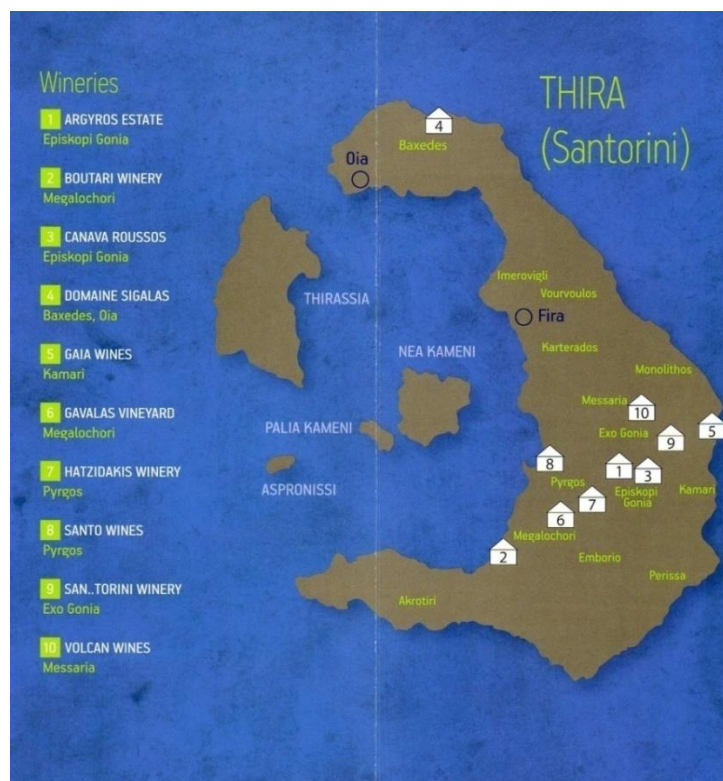 Wineries
1 ARGYROS ESTATE
Episkopi Gonia
2 BOUTARI WINERY
Megalochori
3 CANAVA ROUSSOS
Episkopi Gonia
4 DOMAINE SIGALAS
Baxedes, Oia
5 GAIA WINES
Kamari
6 GAVALAS VINEYARD
Megalochori
7 HATZIDAKIS WINERY
Pyrgos
8 SANTO WINES
Pyrgos
9 SAN..TORINI WINERY
Exo Gonia
10 VOLCAN WINES
Messaria
THIRA
(Santorini)
4
Baxedes
Oia
Imerovigli
THIRASSIA
Vourvoulos
Fira
Karterados
NEA KAMENI
Monolithos
Messaria
10
5
PALIA KAMENI
Exo Gonia
9
8
1
3
ASPRONISSI
Pyrgos
Episkopi
Gonia
Kamari
7
6
Megalochori
2
Emborio
Perissa
Akrotiri